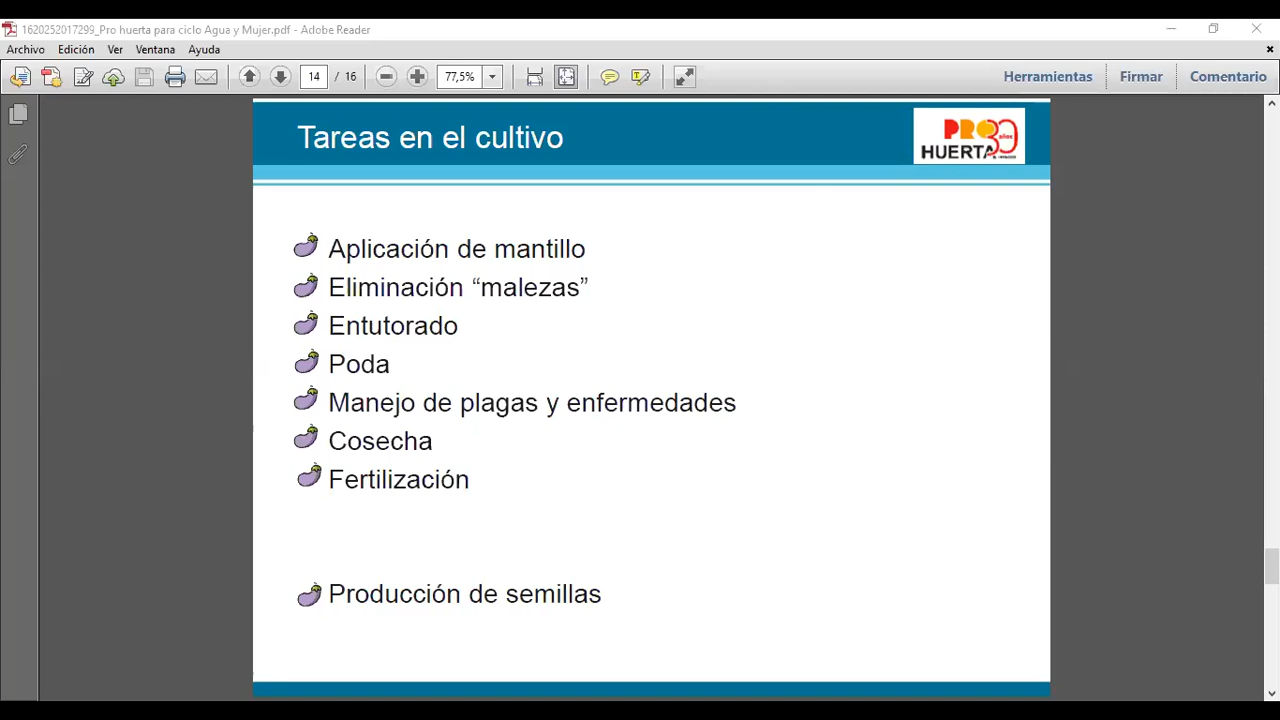 1620252017299_Pro huerta para ciclo Agua y Mujer.pdf - Adobe Reader
Archivo Edición Ver Ventana Ayuda
14 / 16 77,5% Herramientas Firmar Comentario
Tareas en el cultivo
PRO 30 años
HUERTA
Aplicación de mantillo
Eliminación “malezas”
Entutorado
Poda
Manejo de plagas y enfermedades
Cosecha
Fertilización
Producción de semillas